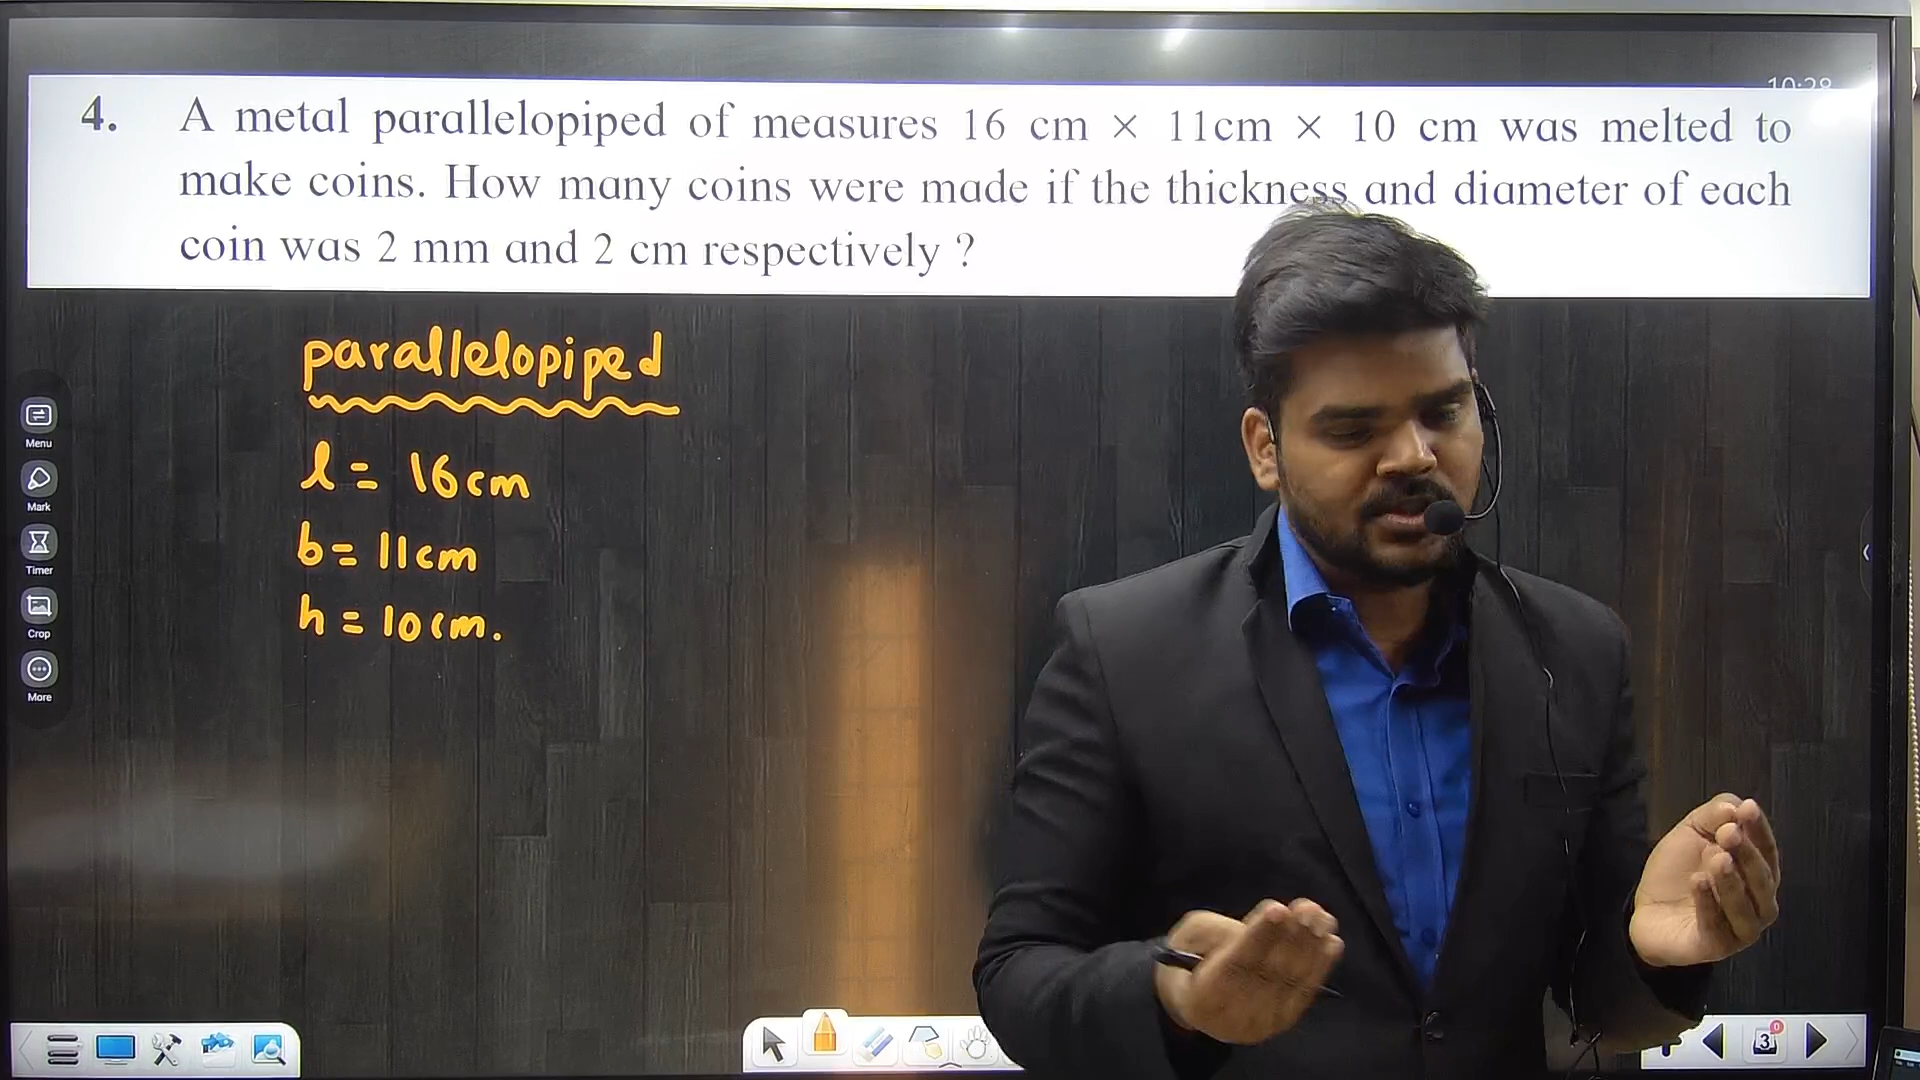 10:28
4. A metal parallelopiped of measures 16 cm × 11cm × 10 cm was melted to
make coins. How many coins were made if the thickness and diameter of each
coin was 2 mm and 2 cm respectively ?
parallelopiped
l = 16cm
b = 11cm
h = 10cm.
Menu
Mark
Timer
Crop
More
0
3